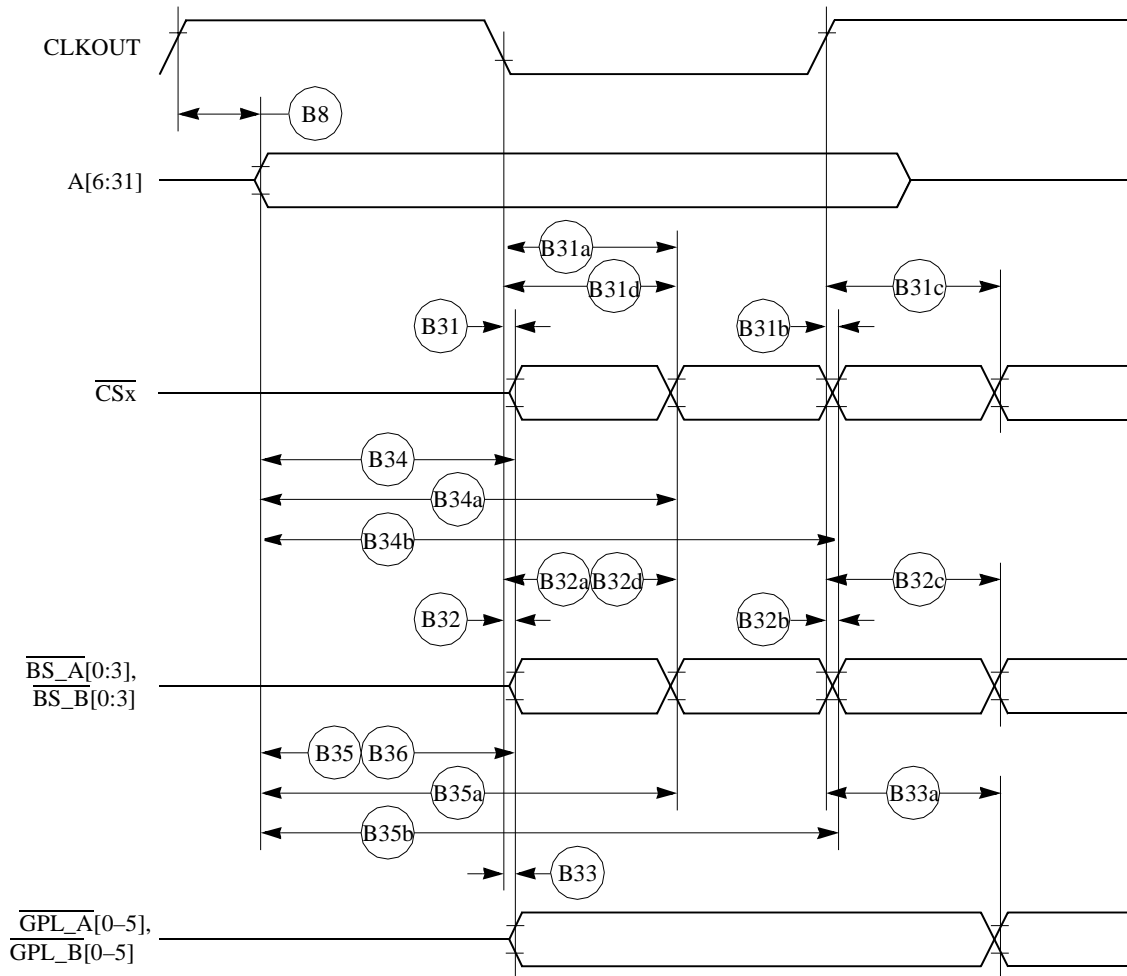 CLKOUT
B8
A[6:31]
B31a
B31d
B31c
B31
B31b
CSx
B34
B34a
B34b
B32a B32d
B32c
B32
B32b
BS_A[0:3],
BS_B[0:3]
B35 B36
B35a
B33a
B35b
B33
GPL_A[0–5],
GPL_B[0–5]